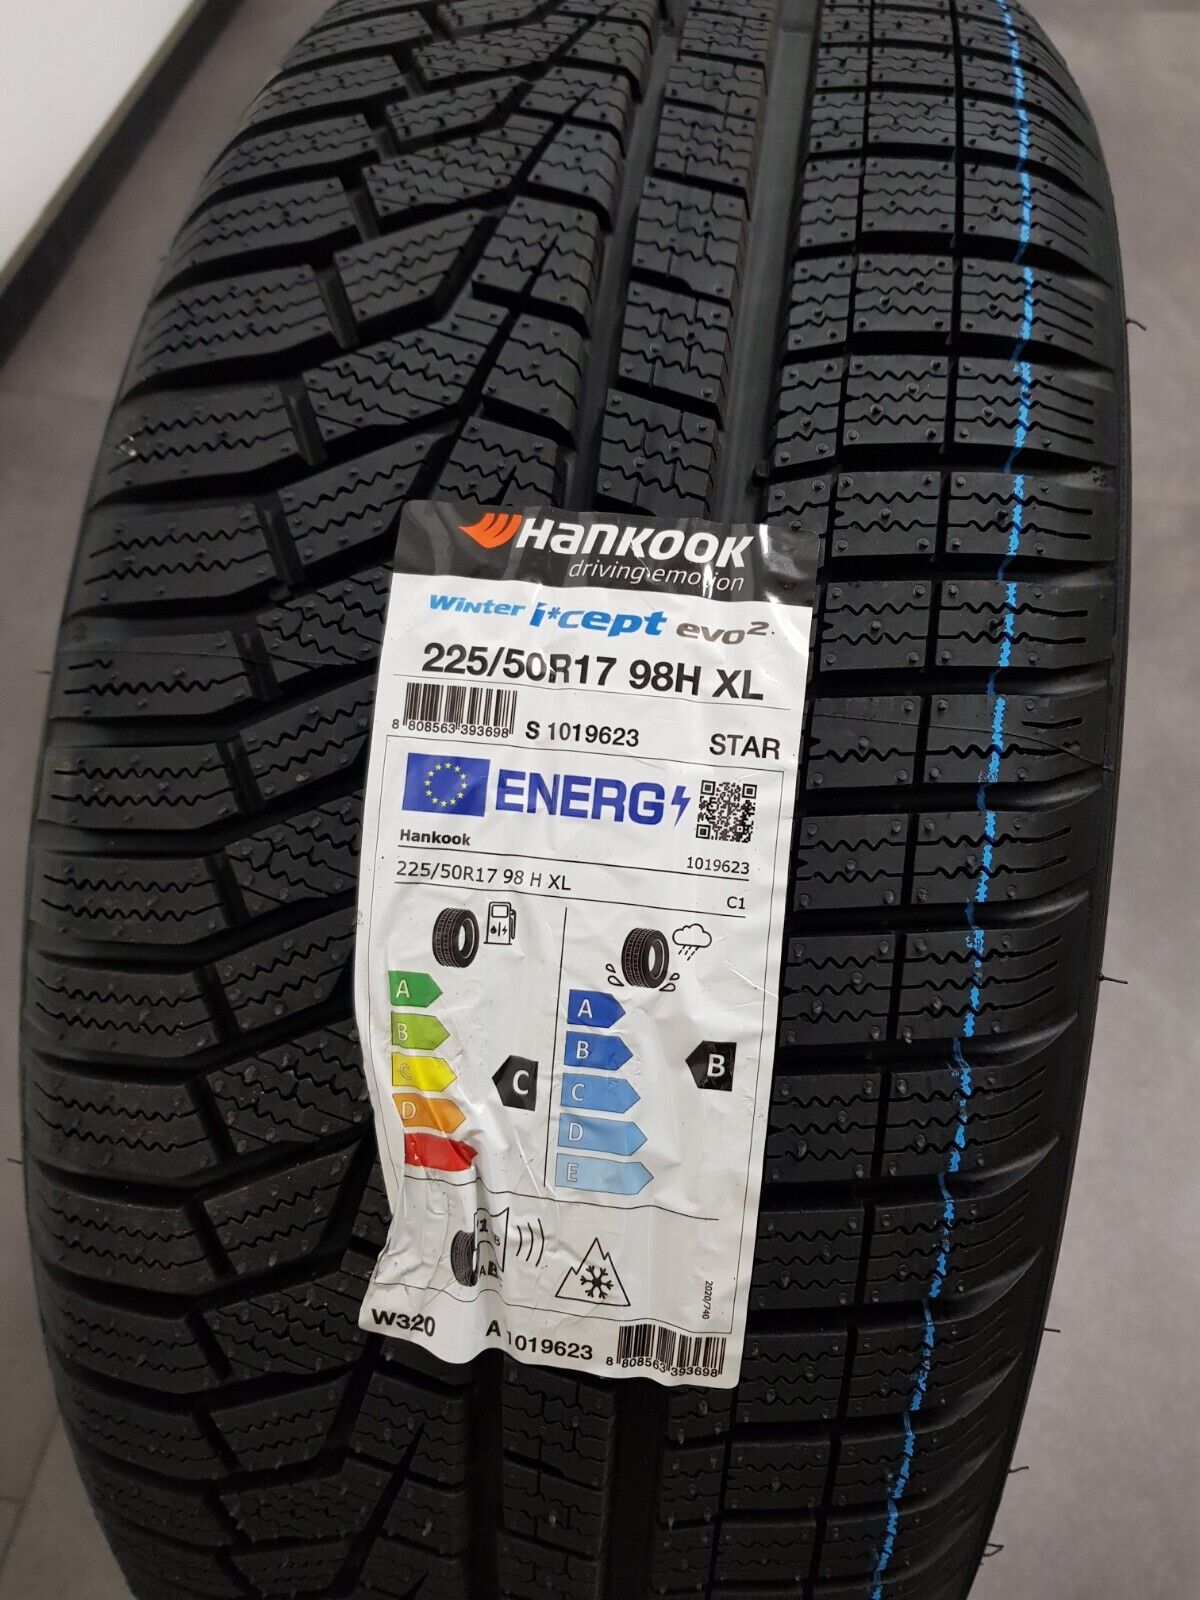 Hankook
driving emotion
Winter i*cept evo²
225/50R17 98H XL
8 808563 393698
S 1019623
STAR
ENERG
Hankook
1019623
225/50R17 98 H XL
C1
A
B
C
D
C
A
B
C
D
E
B
B
A
2020/740
W320
A 1019623
8 808563 393698